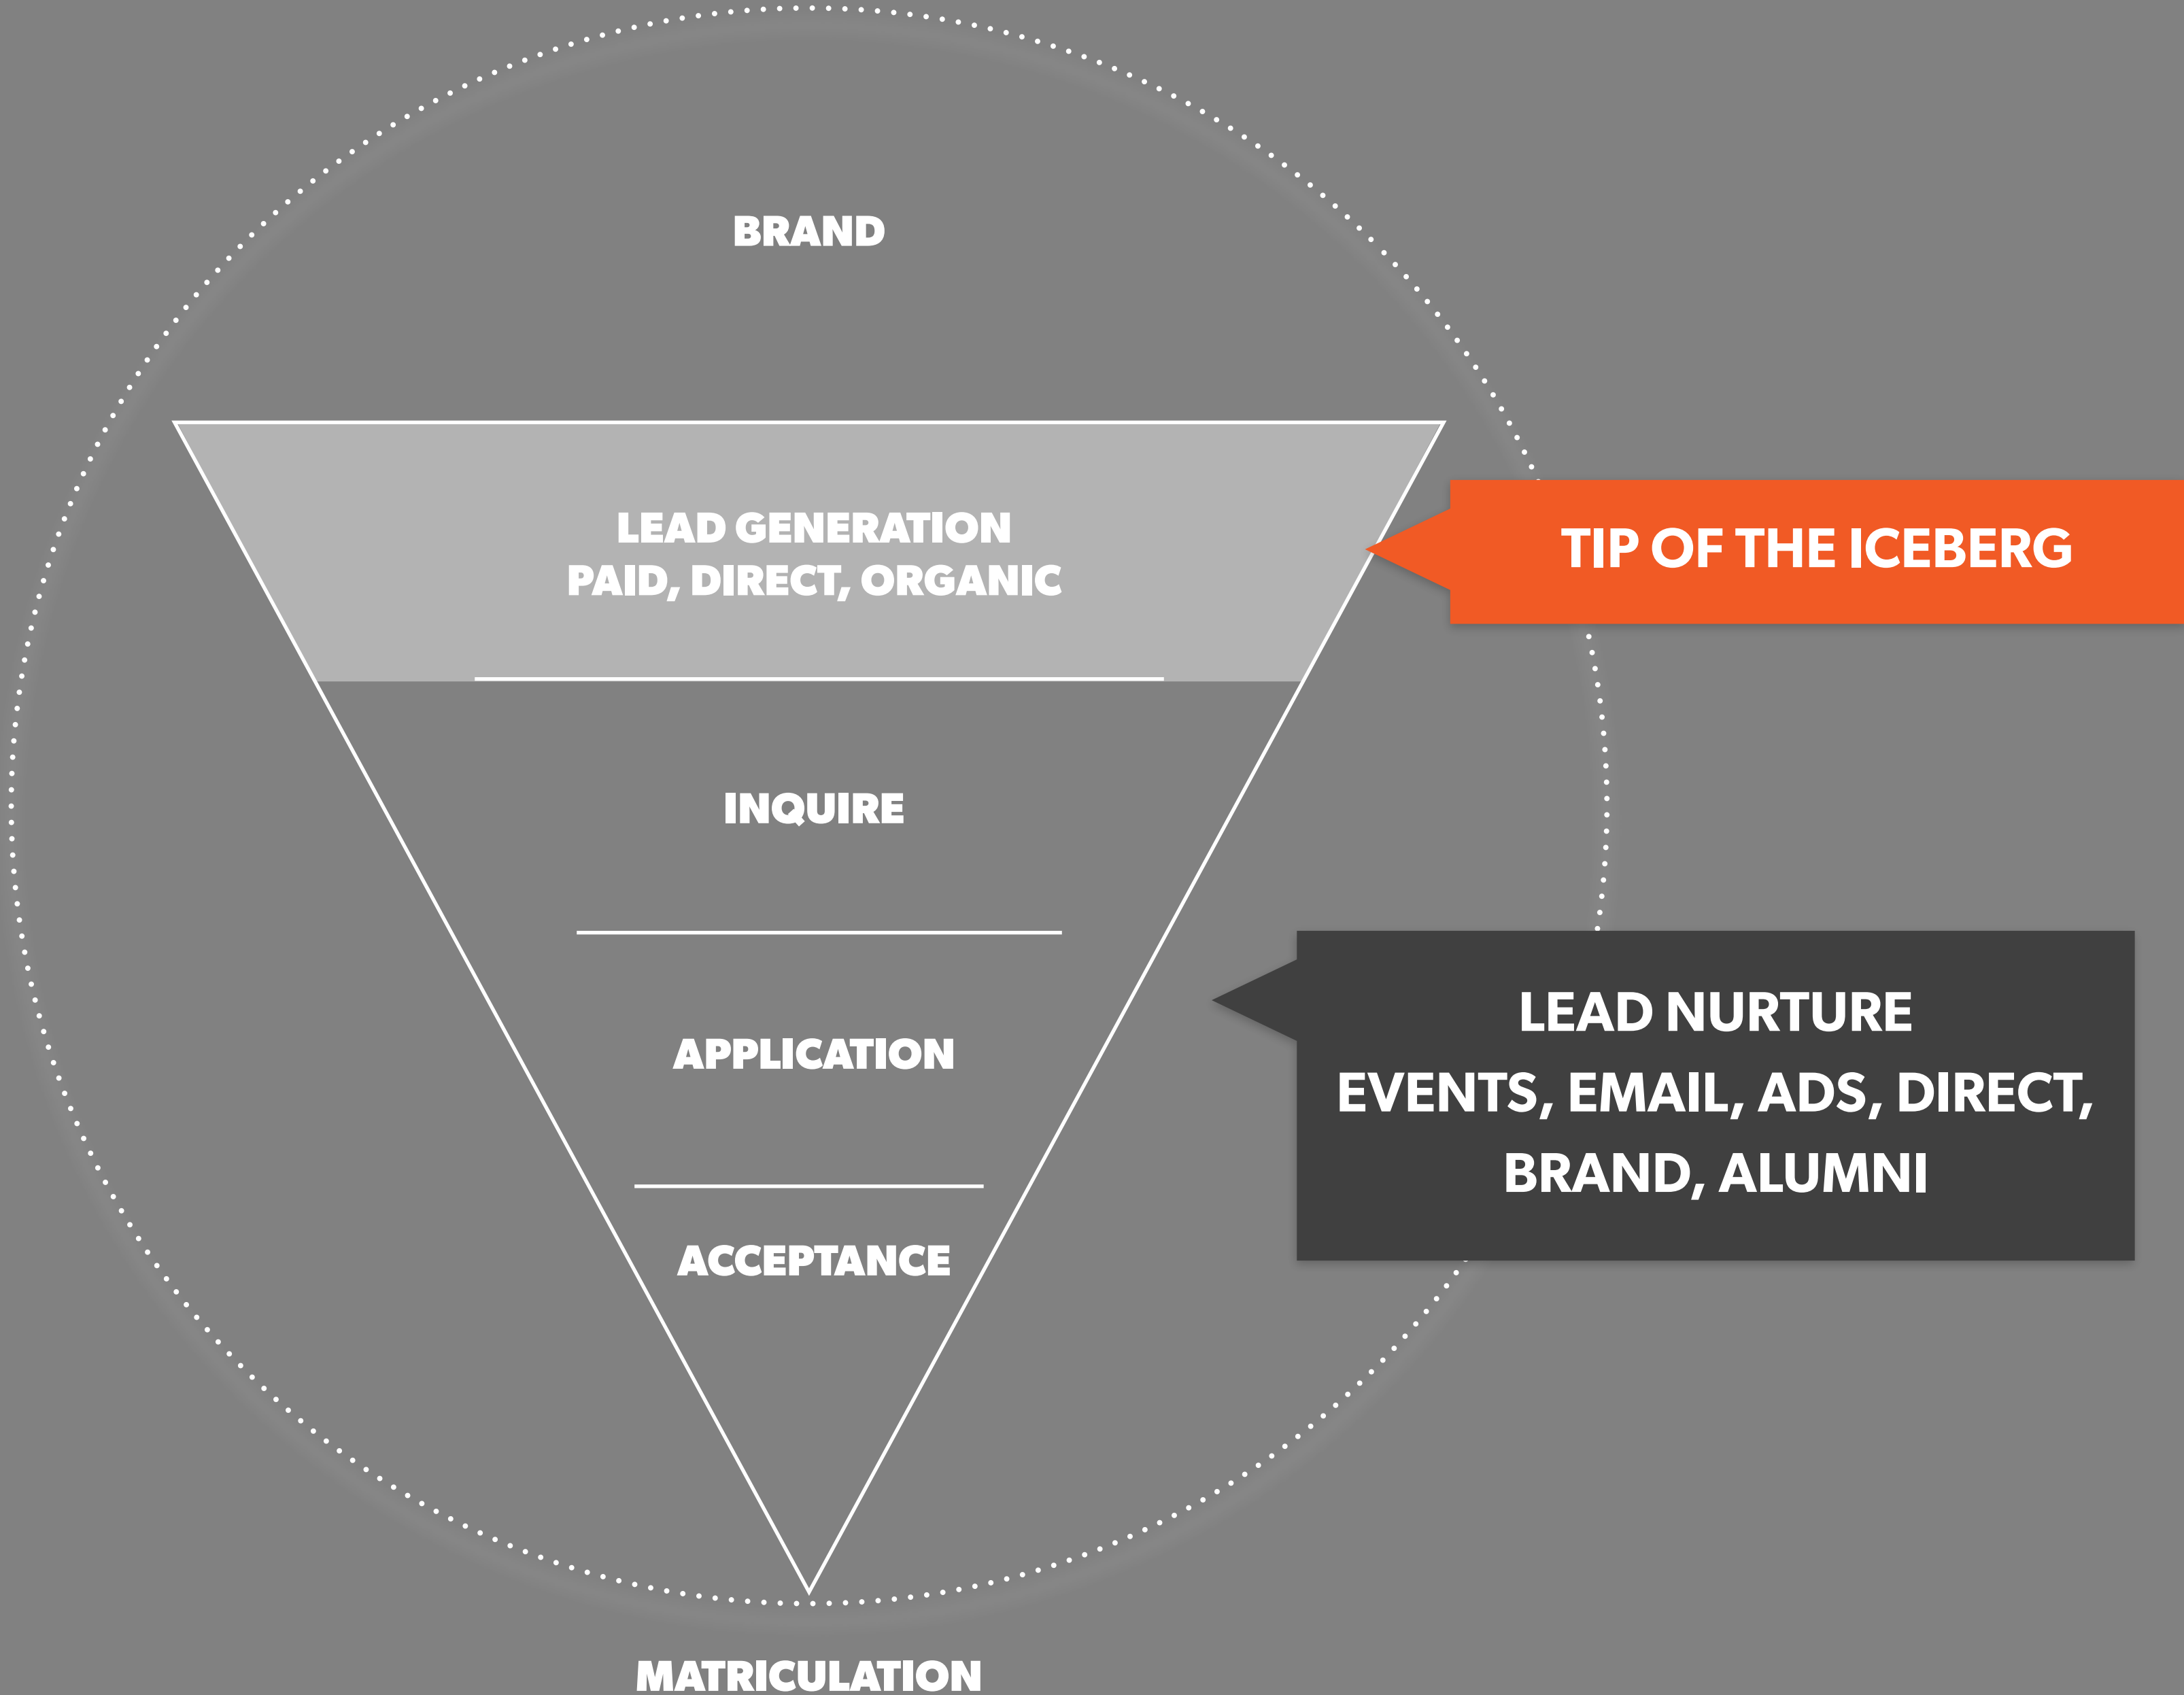 BRAND
LEAD GENERATION
PAID, DIRECT, ORGANIC
TIP OF THE ICEBERG
INQUIRE
LEAD NURTURE
EVENTS, EMAIL, ADS, DIRECT,
BRAND, ALUMNI
APPLICATION
ACCEPTANCE
MATRICULATION